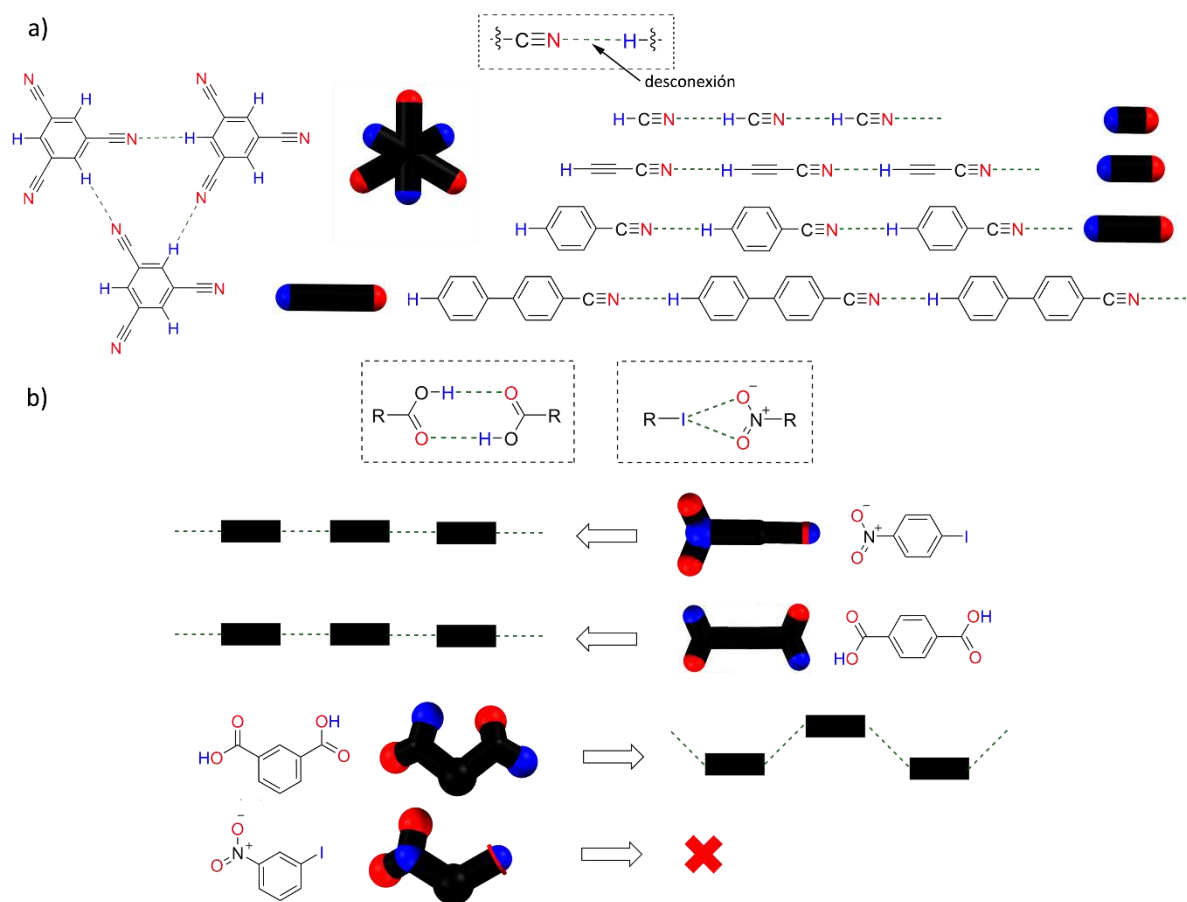 a)
C≡N H
desconexión
N H N
H N H
N H
N N
H N H
N
N
H
H H
N
H–C≡N H–C≡N H–C≡N
H C≡N H C≡N H C≡N
H C≡N H C≡N H C≡N
H C≡N H C≡N H C≡N
b)
O H O
R R
O H O
O −
R I N + R
O
O −
N + I
O
O OH
HO O
O OH
HO O
O −
N + I
O